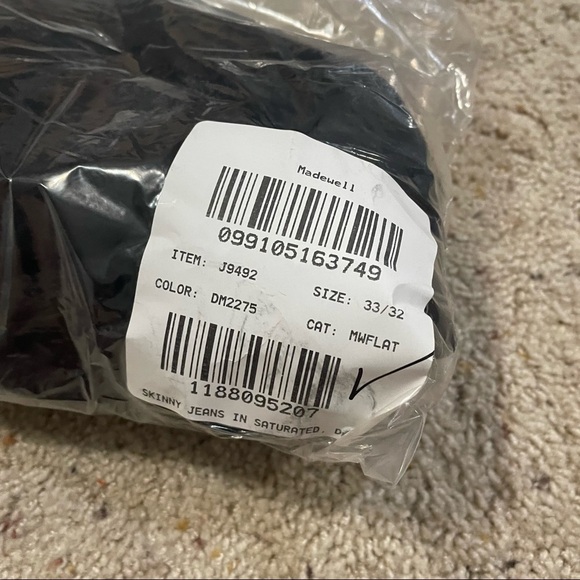 Madewell
099105163749
ITEM: J9492 SIZE: 33/32
COLOR: DM2275 CAT: MWFLAT
1188095207
SKINNY JEANS IN SATURATED.